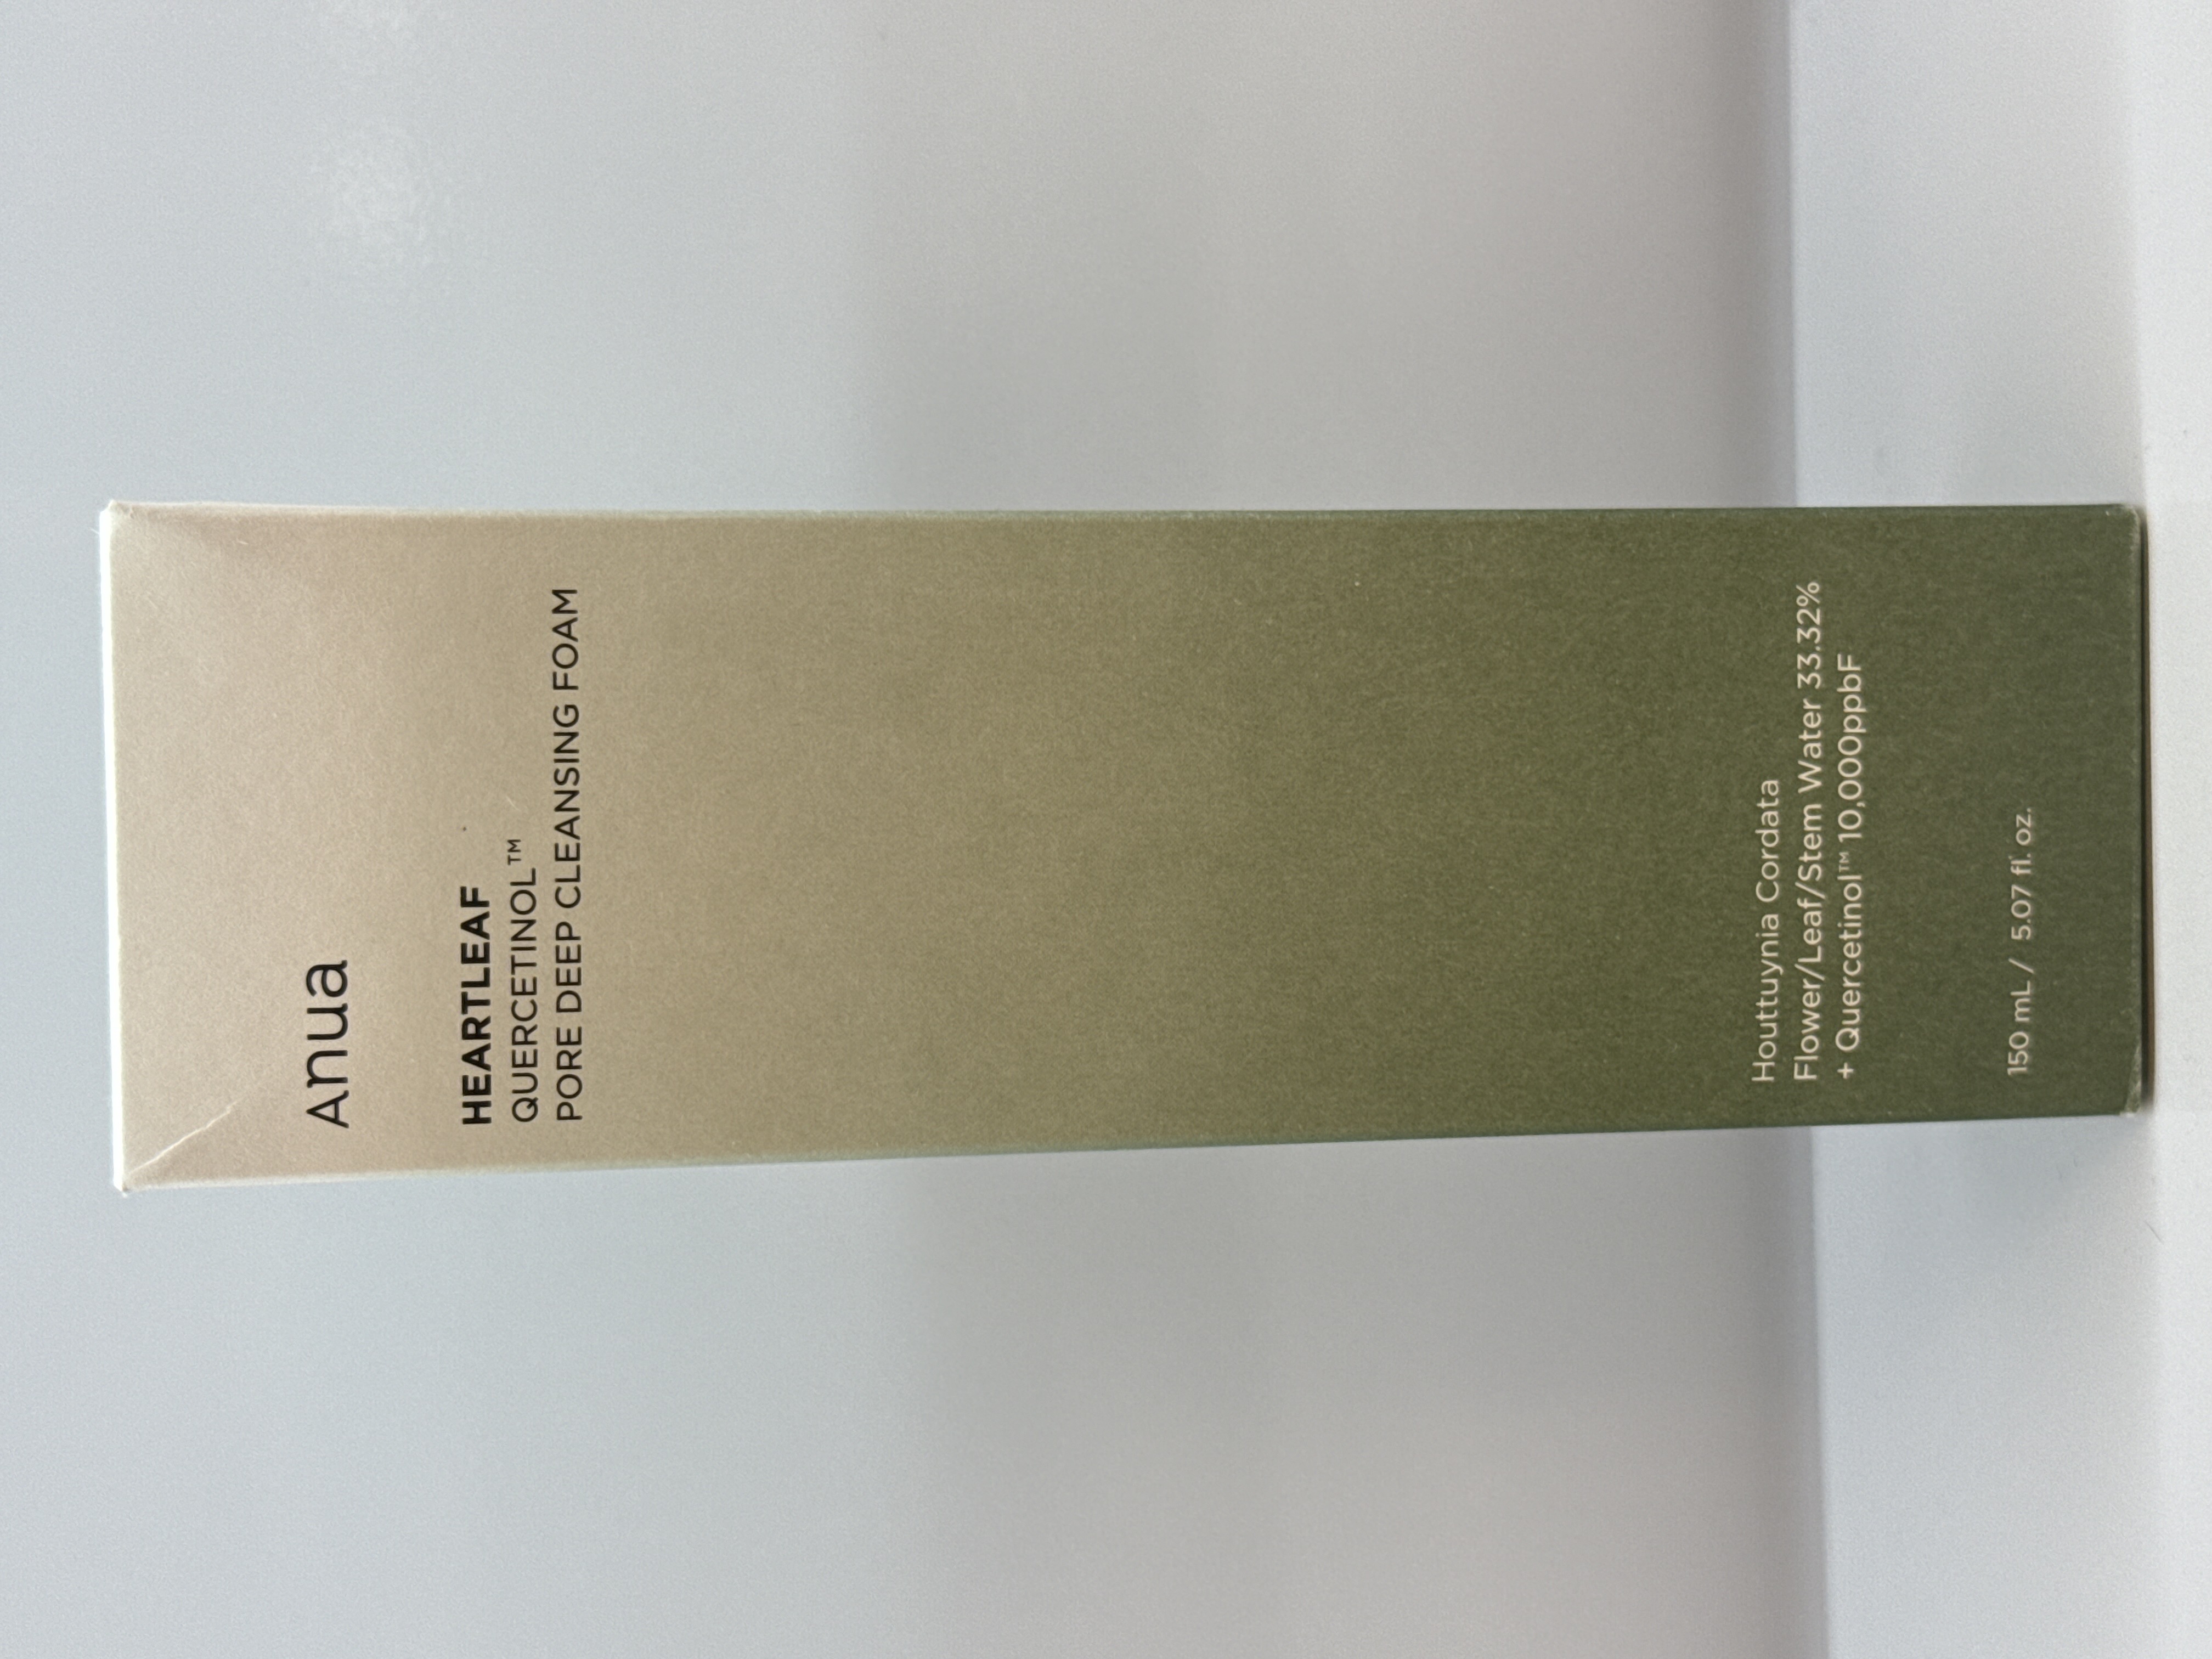 Anua
HEARTLEAF
QUERCETINOL™
PORE DEEP CLEANSING FOAM
Houttuynia Cordata
Flower/Leaf/Stem Water 33.32%
+ Quercetinol™ 10,000ppbF
150 mL / 5.07 fl. oz.